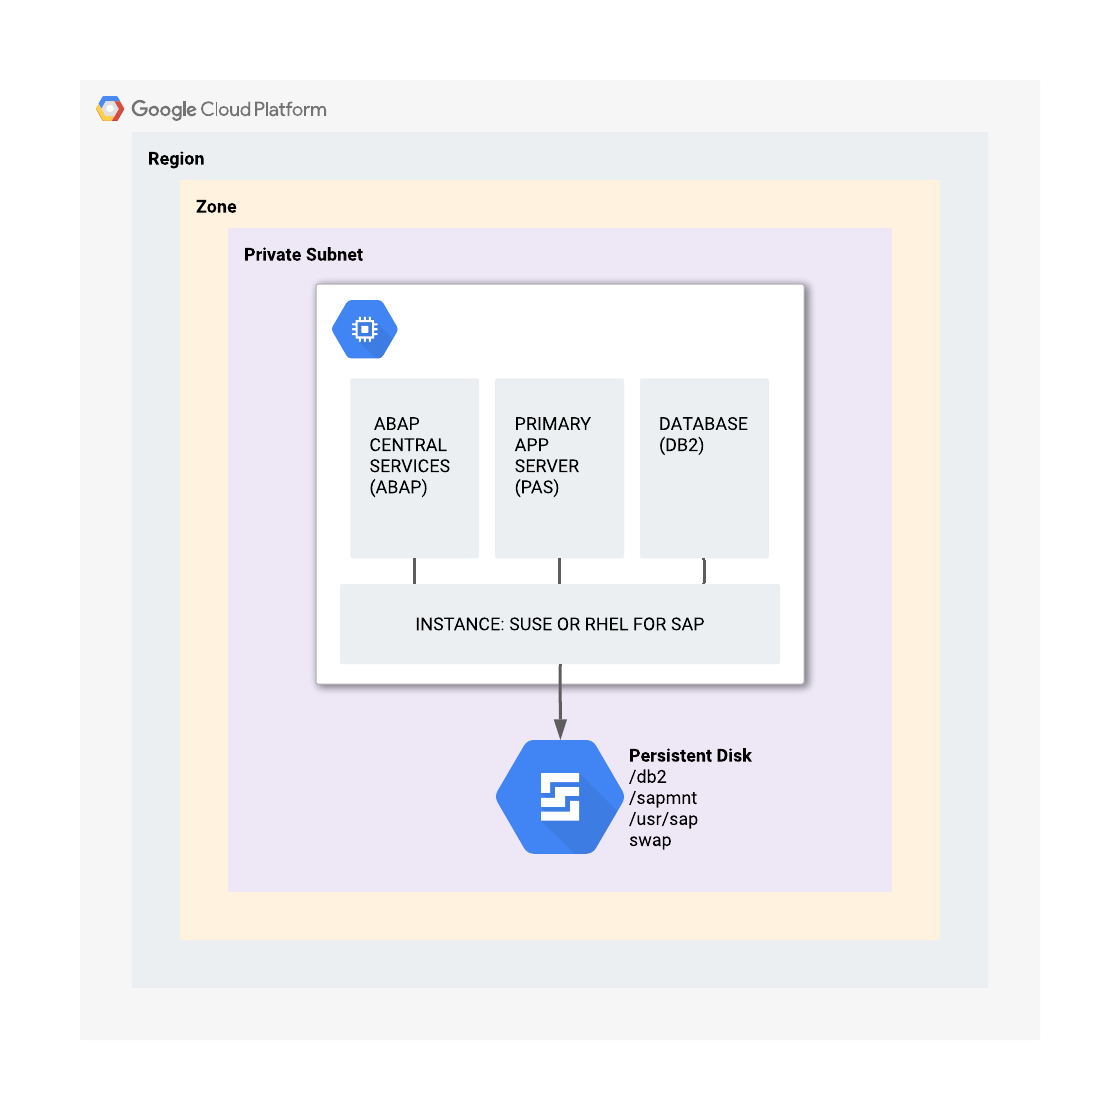 Google Cloud Platform
Region
Zone
Private Subnet
ABAP
CENTRAL
SERVICES
(ABAP)
PRIMARY
APP
SERVER
(PAS)
DATABASE
(DB2)
INSTANCE: SUSE OR RHEL FOR SAP
Persistent Disk
/db2
/sapmnt
/usr/sap
swap